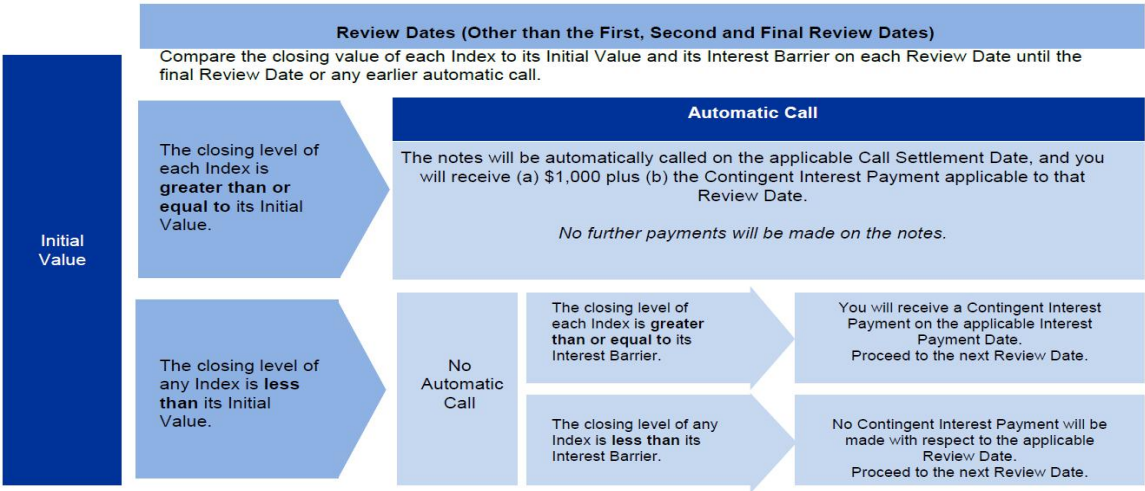 Review Dates (Other than the First, Second and Final Review Dates)
Compare the closing value of each Index to its Initial Value and its Interest Barrier on each Review Date until the
final Review Date or any earlier automatic call.
Initial
Value
The closing level of
each Index is
greater than or
equal to its Initial
Value.
Automatic Call
The notes will be automatically called on the applicable Call Settlement Date, and you
will receive (a) $1,000 plus (b) the Contingent Interest Payment applicable to that
Review Date.
No further payments will be made on the notes.
The closing level of
any Index is less
than its Initial
Value.
No
Automatic
Call
The closing level of
each Index is greater
than or equal to its
Interest Barrier.
You will receive a Contingent Interest
Payment on the applicable Interest
Payment Date.
Proceed to the next Review Date.
The closing level of any
Index is less than its
Interest Barrier.
No Contingent Interest Payment will be
made with respect to the applicable
Review Date.
Proceed to the next Review Date.